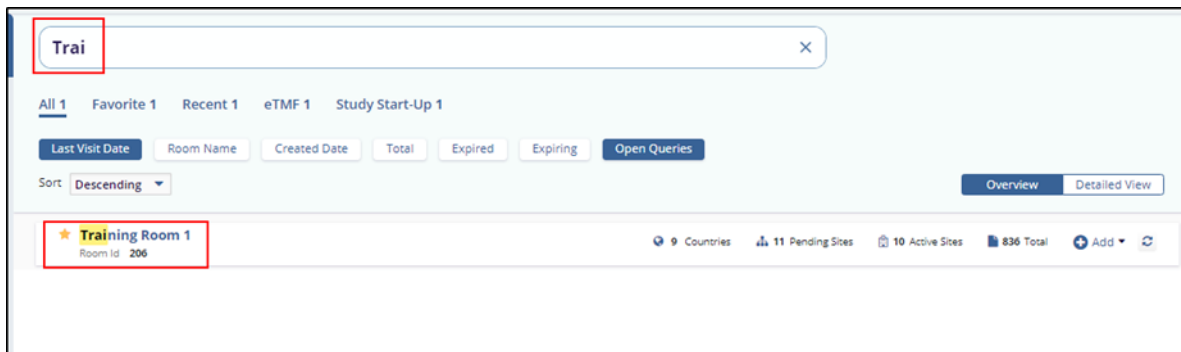 Trai
All 1 Favorite 1 Recent 1 eTMF 1 Study Start-Up 1
Last Visit Date Room Name Created Date Total Expired Expiring Open Queries
Sort Descending Overview Detailed View
Training Room 1 9 Countries 11 Pending Sites 10 Active Sites 836 Total Add
Room Id 206